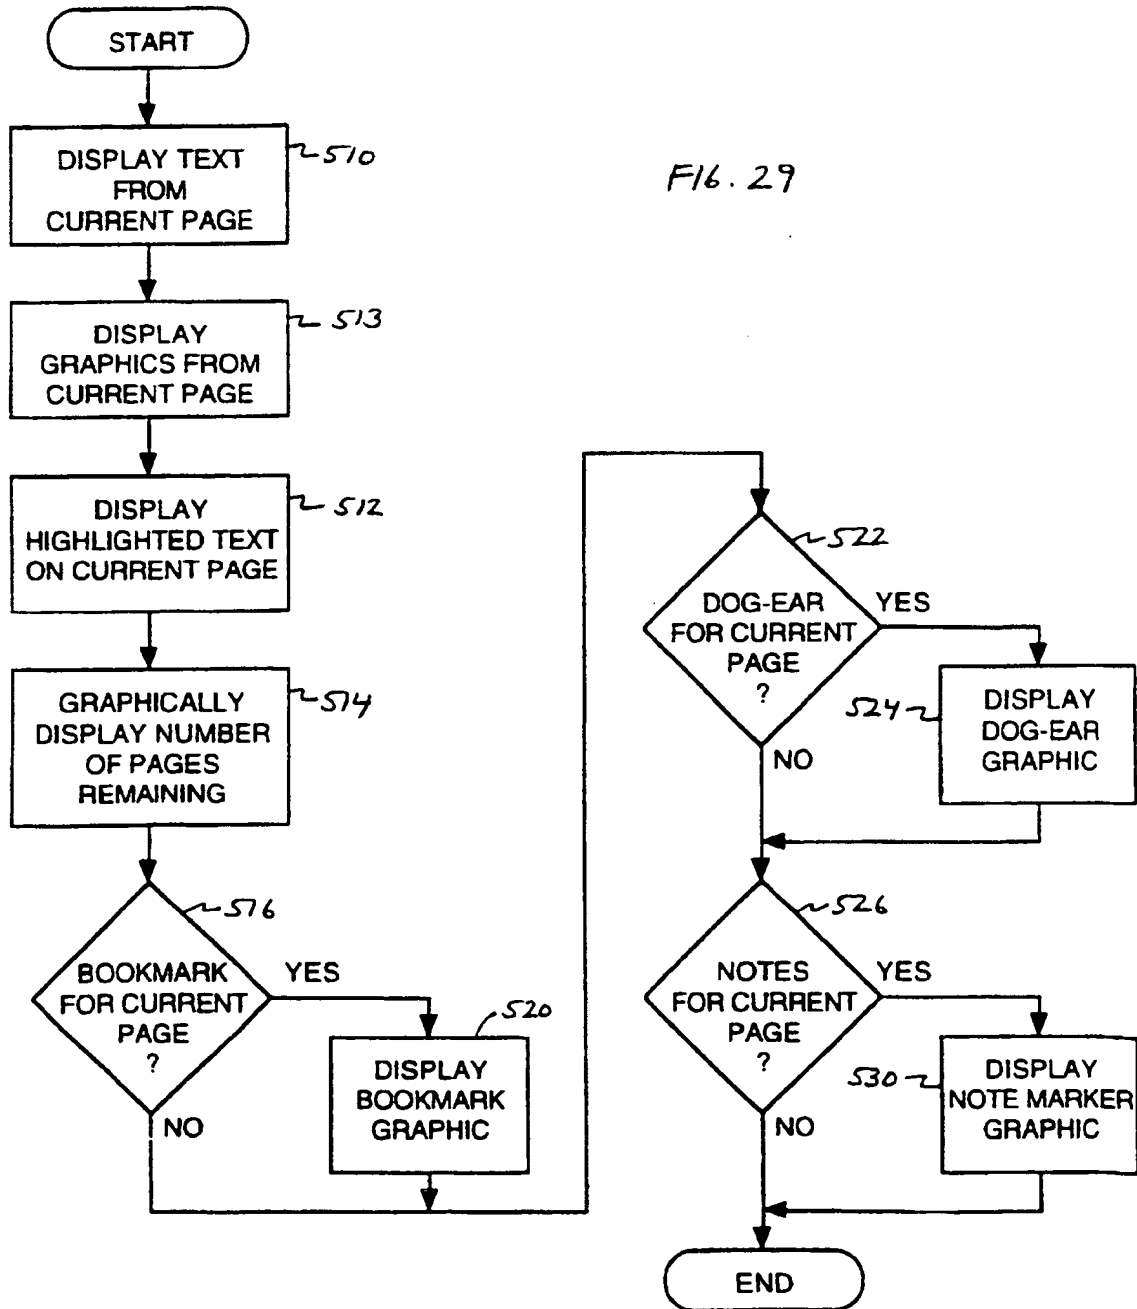 START
DISPLAY TEXT
FROM
CURRENT PAGE
510
FIG. 29
DISPLAY
GRAPHICS FROM
CURRENT PAGE
513
DISPLAY
HIGHLIGHTED TEXT
ON CURRENT PAGE
512
GRAPHICALLY
DISPLAY NUMBER
OF PAGES
REMAINING
514
BOOKMARK
FOR CURRENT
PAGE
?
516
YES
NO
520
DISPLAY
BOOKMARK
GRAPHIC
522
DOG-EAR
FOR CURRENT
PAGE
?
YES
NO
524
DISPLAY
DOG-EAR
GRAPHIC
526
NOTES
FOR CURRENT
PAGE
?
YES
NO
530
DISPLAY
NOTE MARKER
GRAPHIC
END